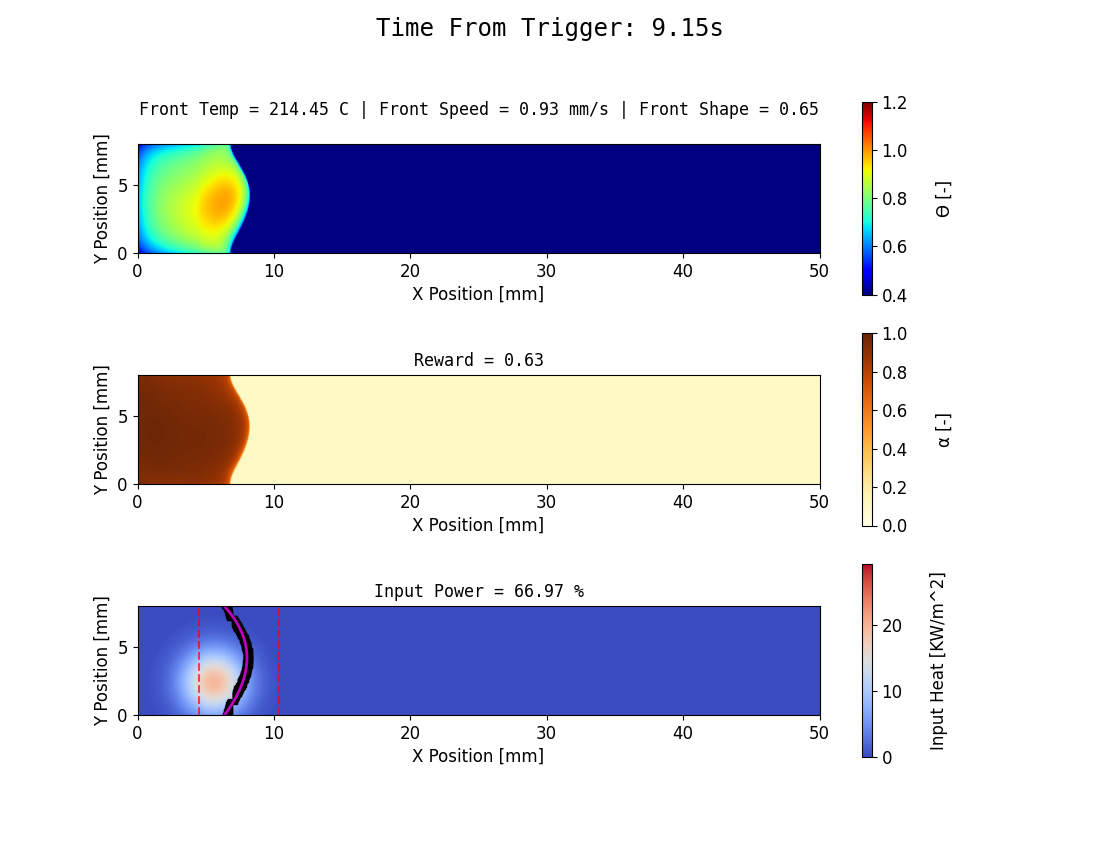 Time From Trigger: 9.15s
Front Temp = 214.45 C | Front Speed = 0.93 mm/s | Front Shape = 0.65
Y Position [mm]
5
0
0 10 20 30 40 50
X Position [mm]
1.2
1.0
0.8
0.6
0.4
Θ [-]
Reward = 0.63
Y Position [mm]
5
0
0 10 20 30 40 50
X Position [mm]
1.0
0.8
0.6
0.4
0.2
0.0
α [-]
Input Power = 66.97 %
Y Position [mm]
5
0
0 10 20 30 40 50
X Position [mm]
20
10
0
Input Heat [KW/m^2]